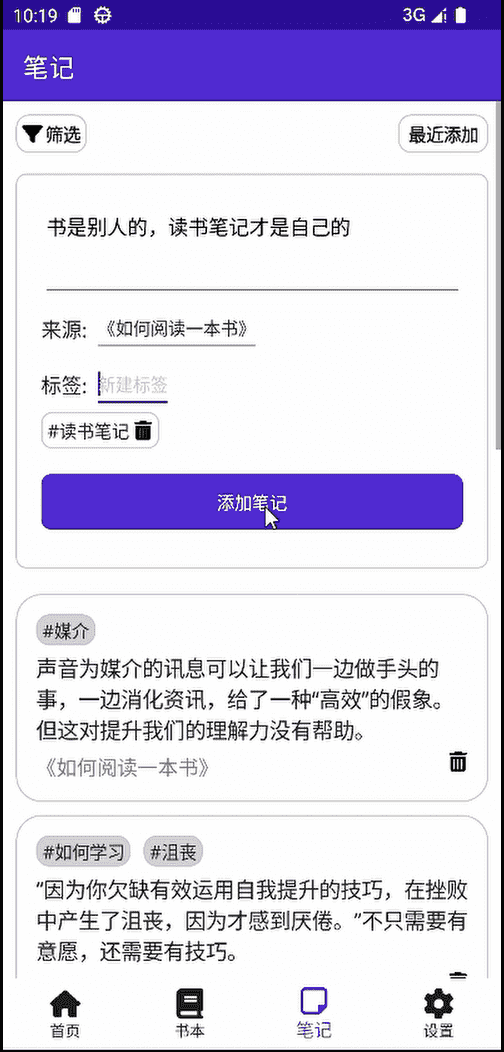 10:19 3G
笔记
筛选 最近添加
书是别人的，读书笔记才是自己的
来源: 《如何阅读一本书》
标签: 新建标签
#读书笔记
添加笔记
#媒介
声音为媒介的讯息可以让我们一边做手头的
事，一边消化资讯，给了一种“高效”的假象。
但这对提升我们的理解力没有帮助。
《如何阅读一本书》
#如何学习 #沮丧
“因为你欠缺有效运用自我提升的技巧，在挫败
中产生了沮丧，因为才感到厌倦。”不只需要有
意愿，还需要有技巧。
首页 书本 笔记 设置